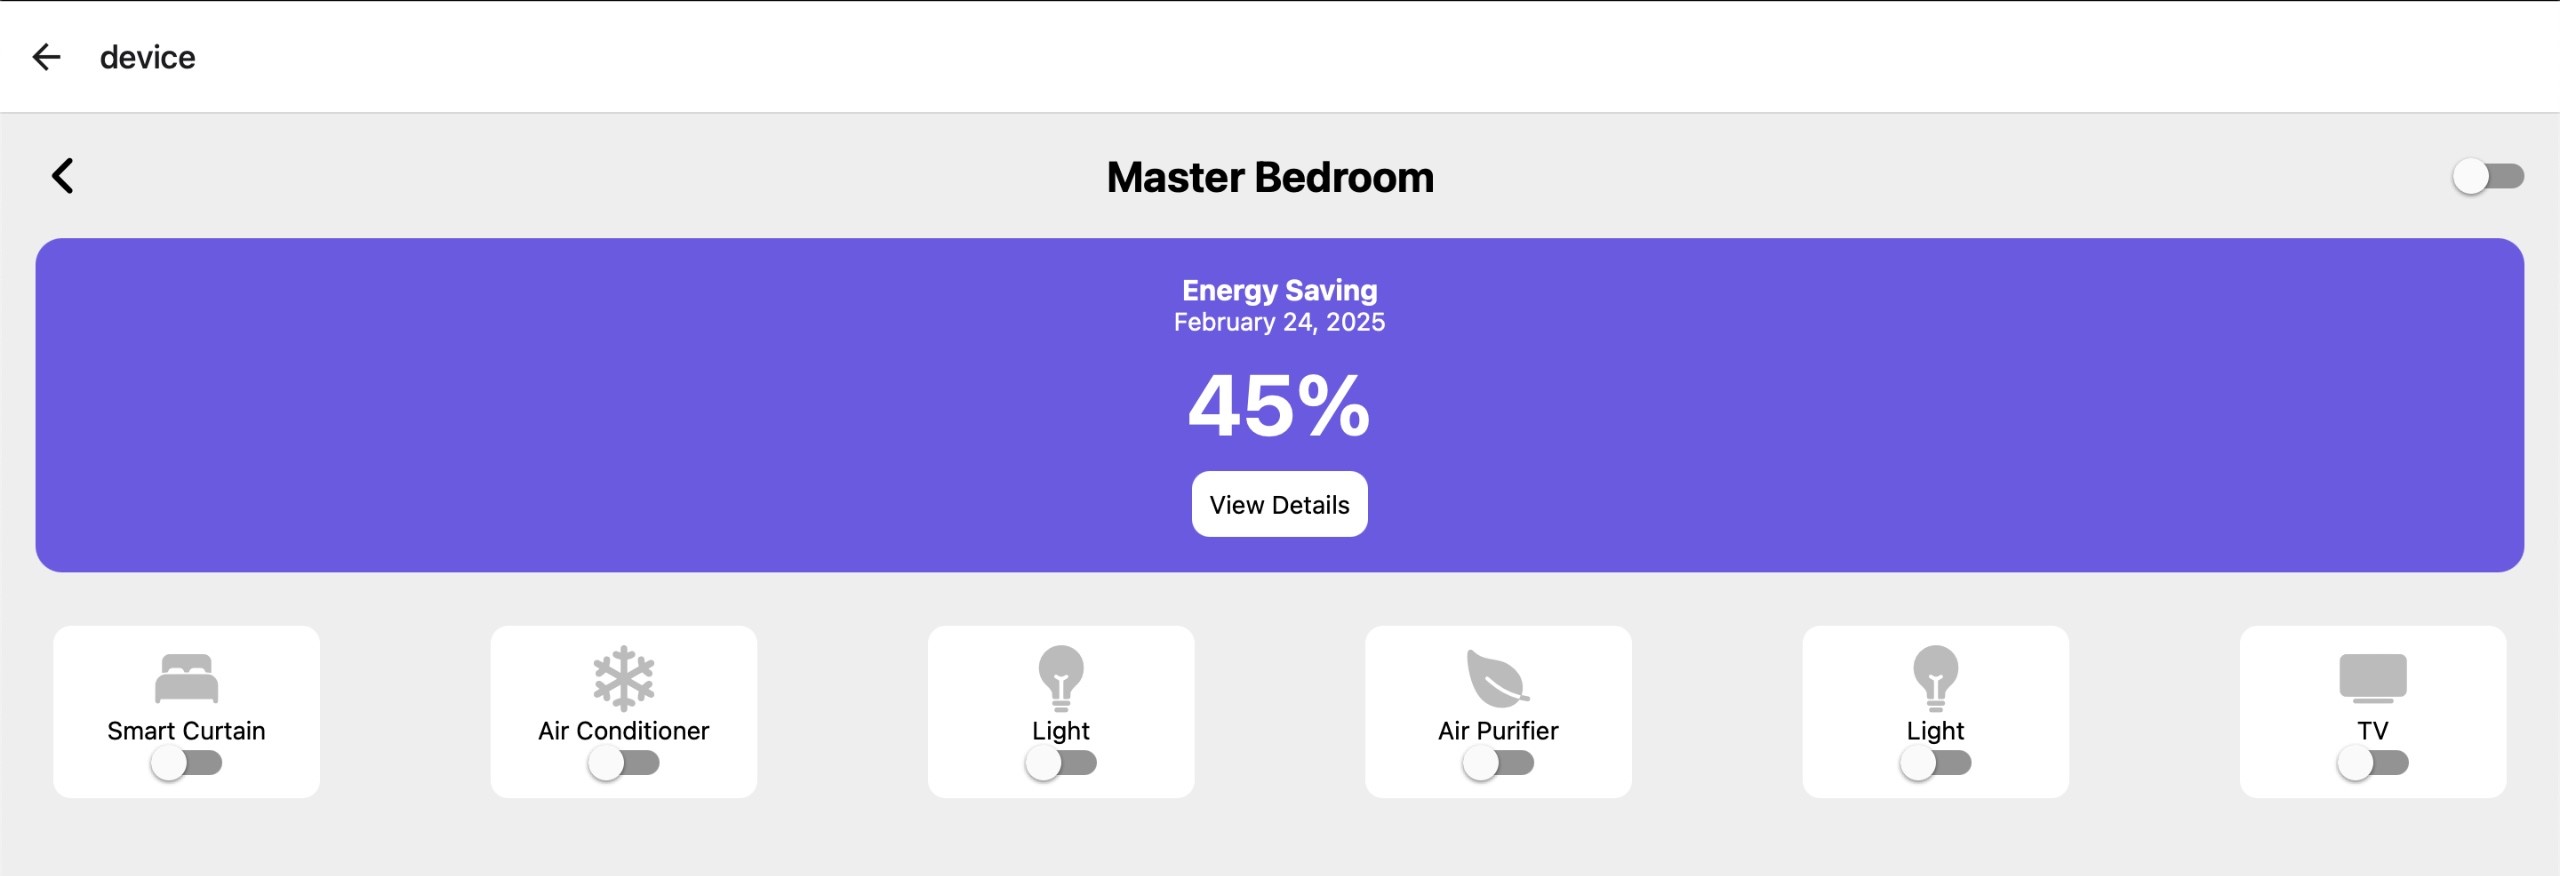 device
Master Bedroom
Energy Saving
February 24, 2025
45%
View Details
Smart Curtain
Air Conditioner
Light
Air Purifier
Light
TV